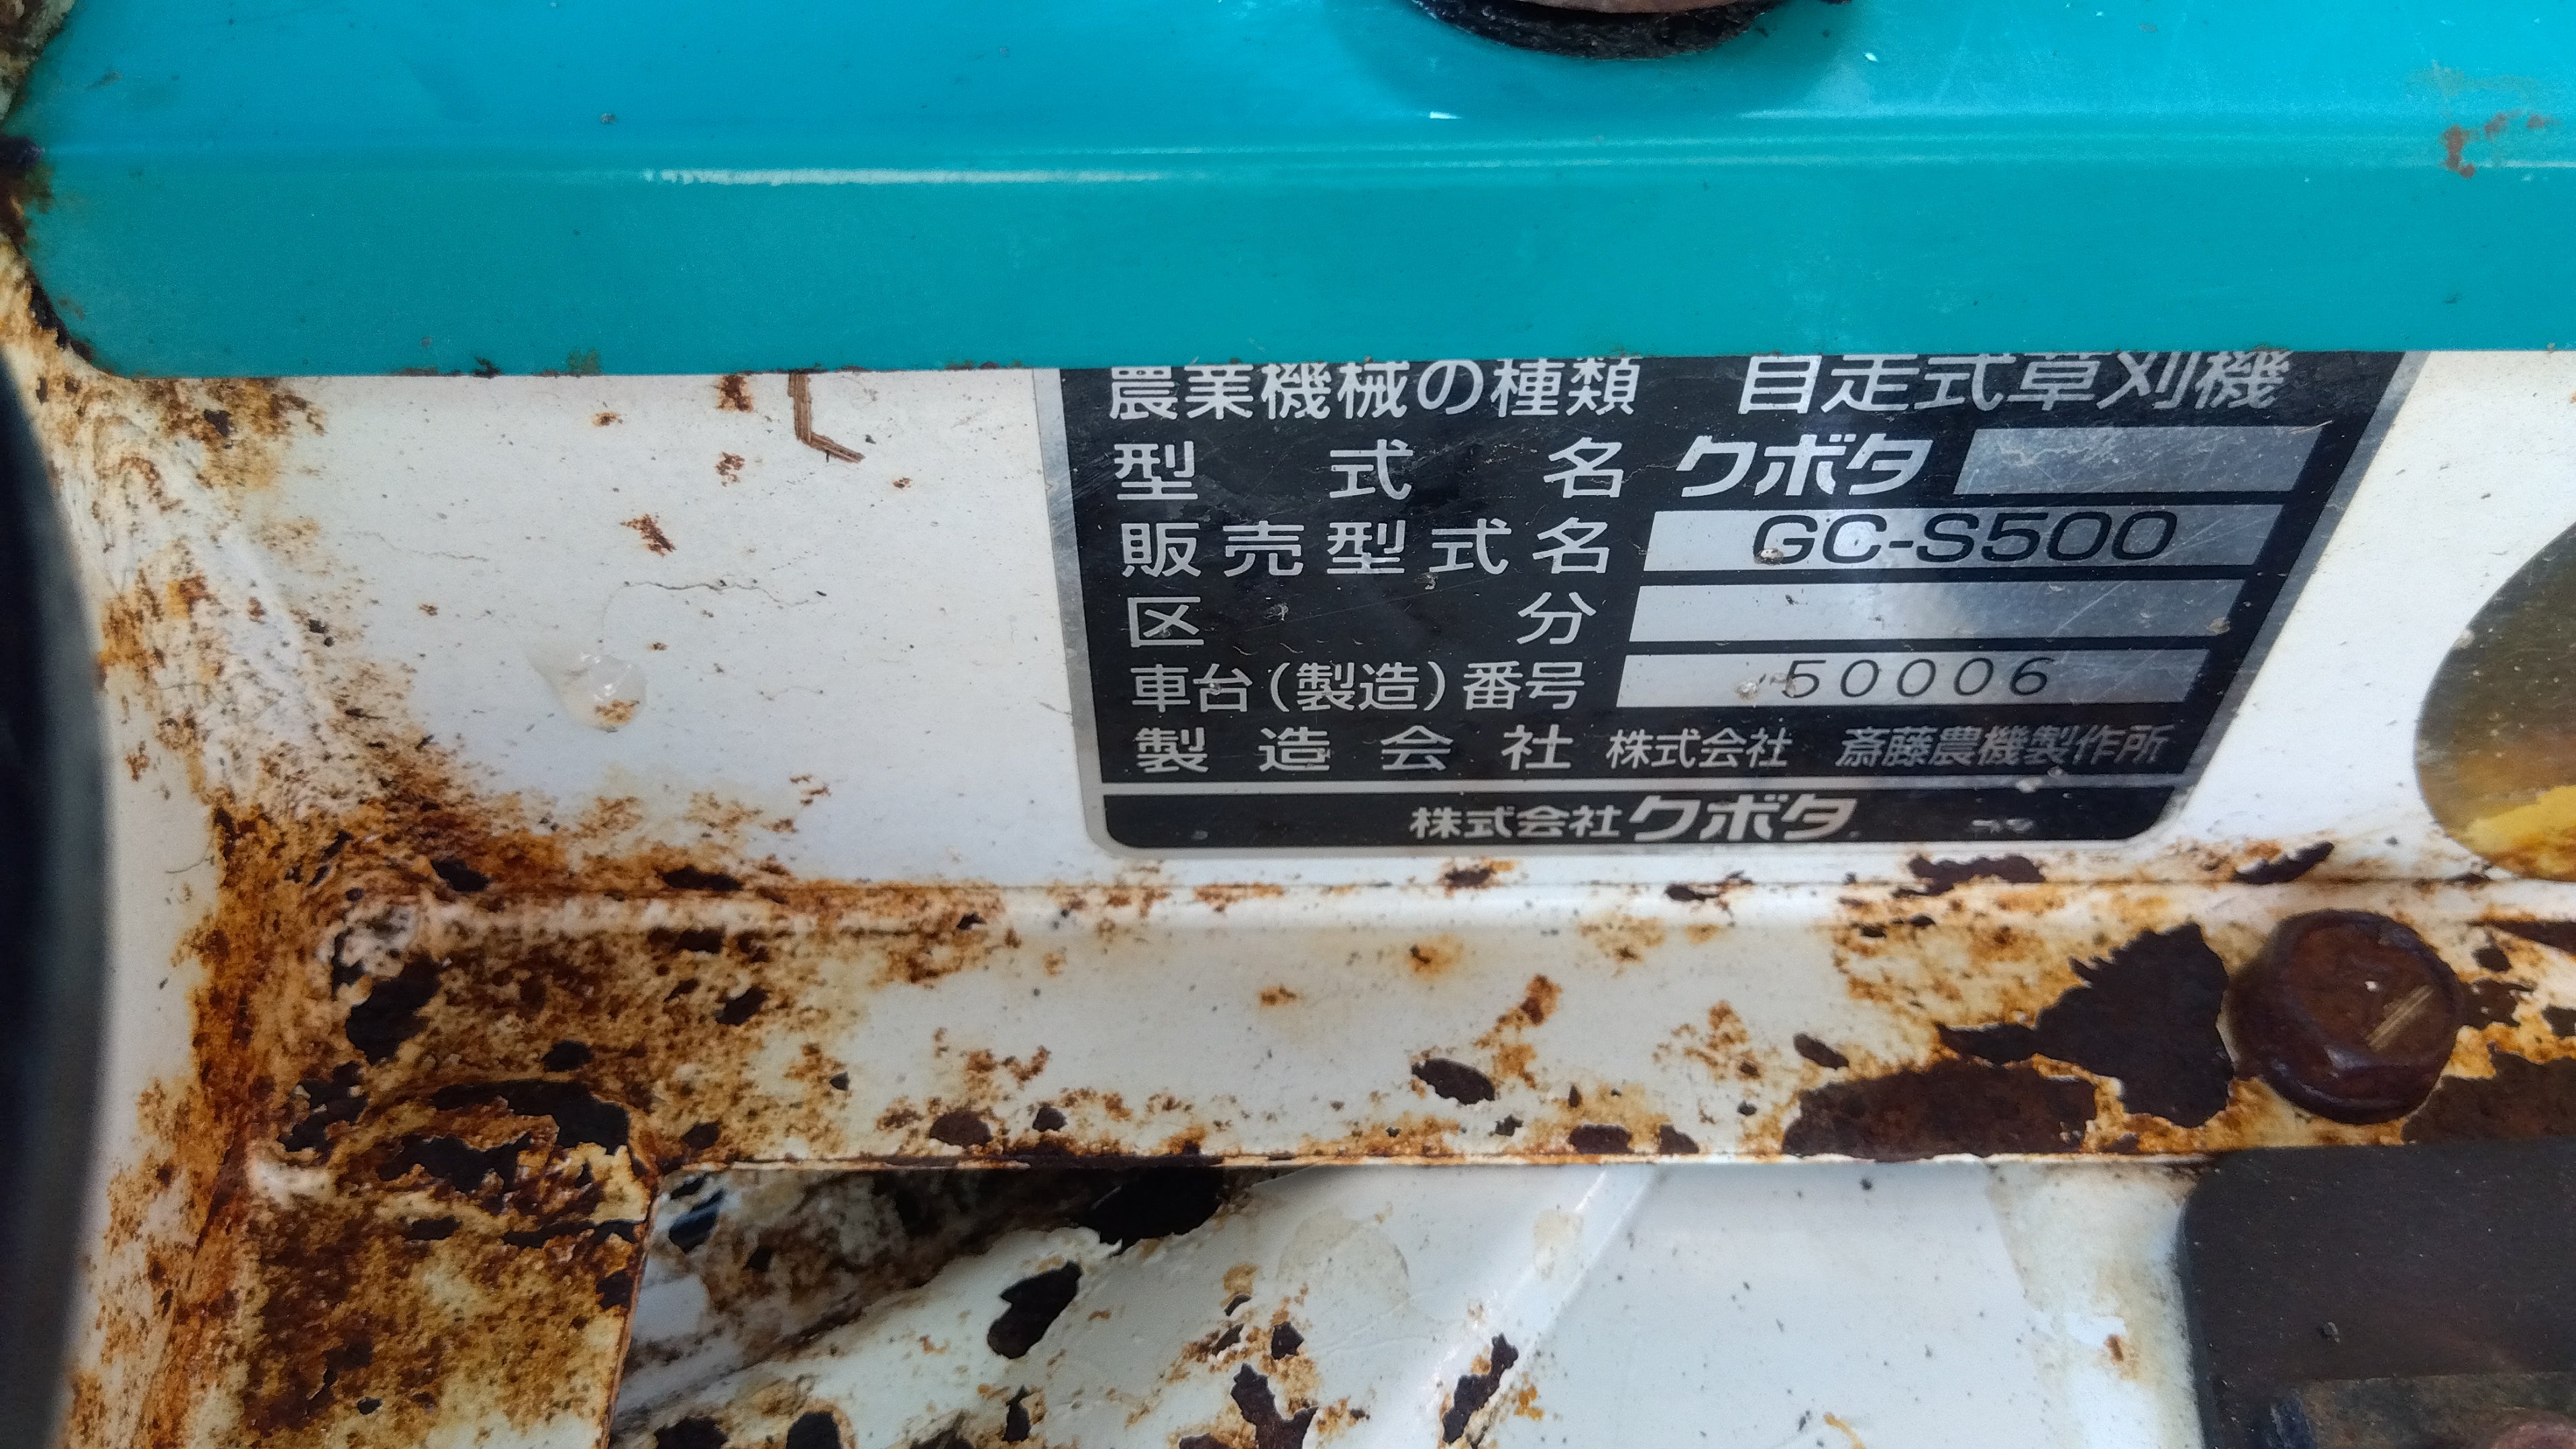 農業機械の種類 自走式草刈機
型式名 クボタ
販売型式名 GC-S500
区分
車台(製造)番号 50006
製造会社 株式会社 斎藤農機製作所
株式会社クボタ